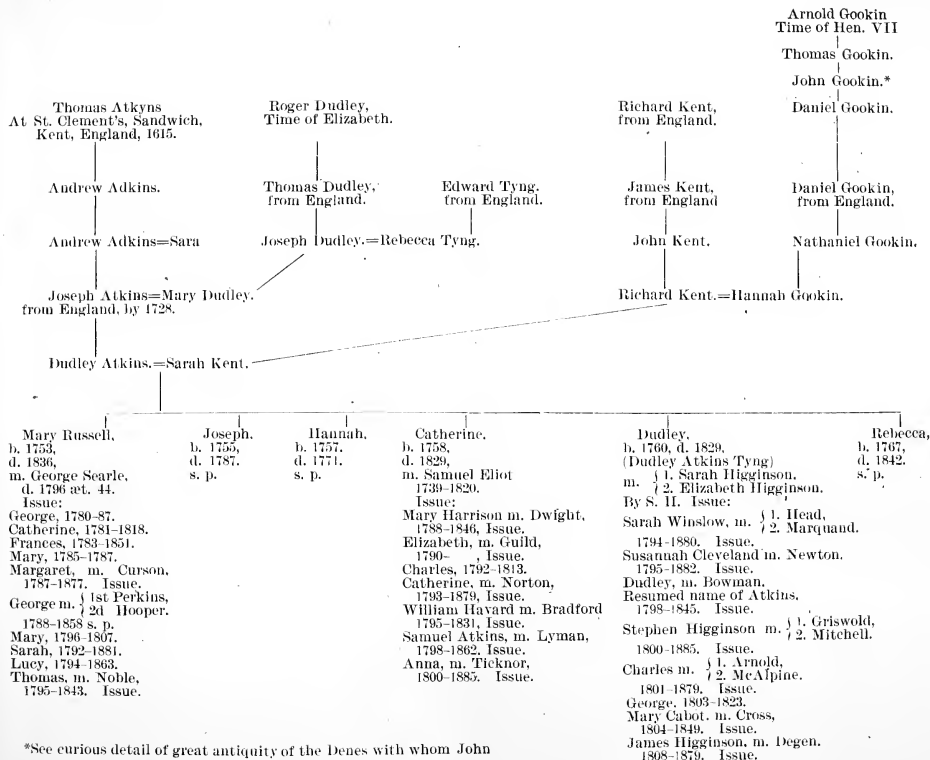 Arnold Gookin
Time of Hen. VII
Thomas Gookin.
John Gookin.*
Thomas Atkyns
At St. Clement's, Sandwich,
Kent, England, 1615.
Roger Dudley,
Time of Elizabeth.
Richard Kent,
from England.
Daniel Gookin.
Andrew Adkins.
Thomas Dudley,
from England.
Edward Tyng.
from England.
James Kent,
from England
Daniel Gookin,
from England.
Andrew Adkins=Sara
Joseph Dudley.=Rebecca Tyng.
John Kent.
Nathaniel Gookin.
Joseph Atkins=Mary Dudley.
from England, by 1728.
Richard Kent.=Hannah Gookin.
Dudley Atkins.=Sarah Kent.
Mary Russell,
b. 1753,
d. 1836,
m. George Searle,
d. 1796 æt. 44.
Issue:
George, 1780-87.
Catherine, 1781-1818.
Frances, 1783-1851.
Mary, 1785-1787.
Margaret, m. Curson,
1787-1877. Issue.
George m. { 1st Perkins,
2d Hooper.
1788-1858 s. p.
Mary, 1796-1807.
Sarah, 1792-1881.
Lucy, 1794-1863.
Thomas, m. Noble,
1795-1843. Issue.
Joseph.
b. 1755,
d. 1787.
s. p.
Hannah,
b. 1757.
d. 1771.
s. p.
Catherine.
b. 1758,
d. 1829,
m. Samuel Eliot
1739-1820.
Issue:
Mary Harrison m. Dwight,
1788-1846, Issue.
Elizabeth, m. Guild,
1790- , Issue.
Charles, 1792-1813.
Catherine, m. Norton,
1793-1879, Issue.
William Havard m. Bradford
1795-1831, Issue.
Samuel Atkins, m. Lyman,
1798-1862. Issue.
Anna, m. Ticknor,
1800-1885. Issue.
Dudley,
b. 1760, d. 1829.
(Dudley Atkins Tyng)
m. { 1. Sarah Higginson,
2. Elizabeth Higginson.
By S. H. Issue:
Sarah Winslow, m. { 1. Head,
2. Marquand.
1794-1880. Issue.
Susannah Cleveland m. Newton.
1795-1882. Issue.
Dudley, m. Bowman.
Resumed name of Atkins,
1798-1845. Issue.
Stephen Higginson m. { 1. Griswold,
2. Mitchell.
1800-1885. Issue.
Charles m. { 1. Arnold,
2. McAlpine.
1801-1879. Issue.
George. 1803-1823.
Mary Cabot. m. Cross,
1804-1849. Issue.
James Higginson, m. Degen.
1808-1879. Issue.
Rebecca,
b. 1767,
d. 1842.
s. p.
*See curious detail of great antiquity of the Denes with whom John